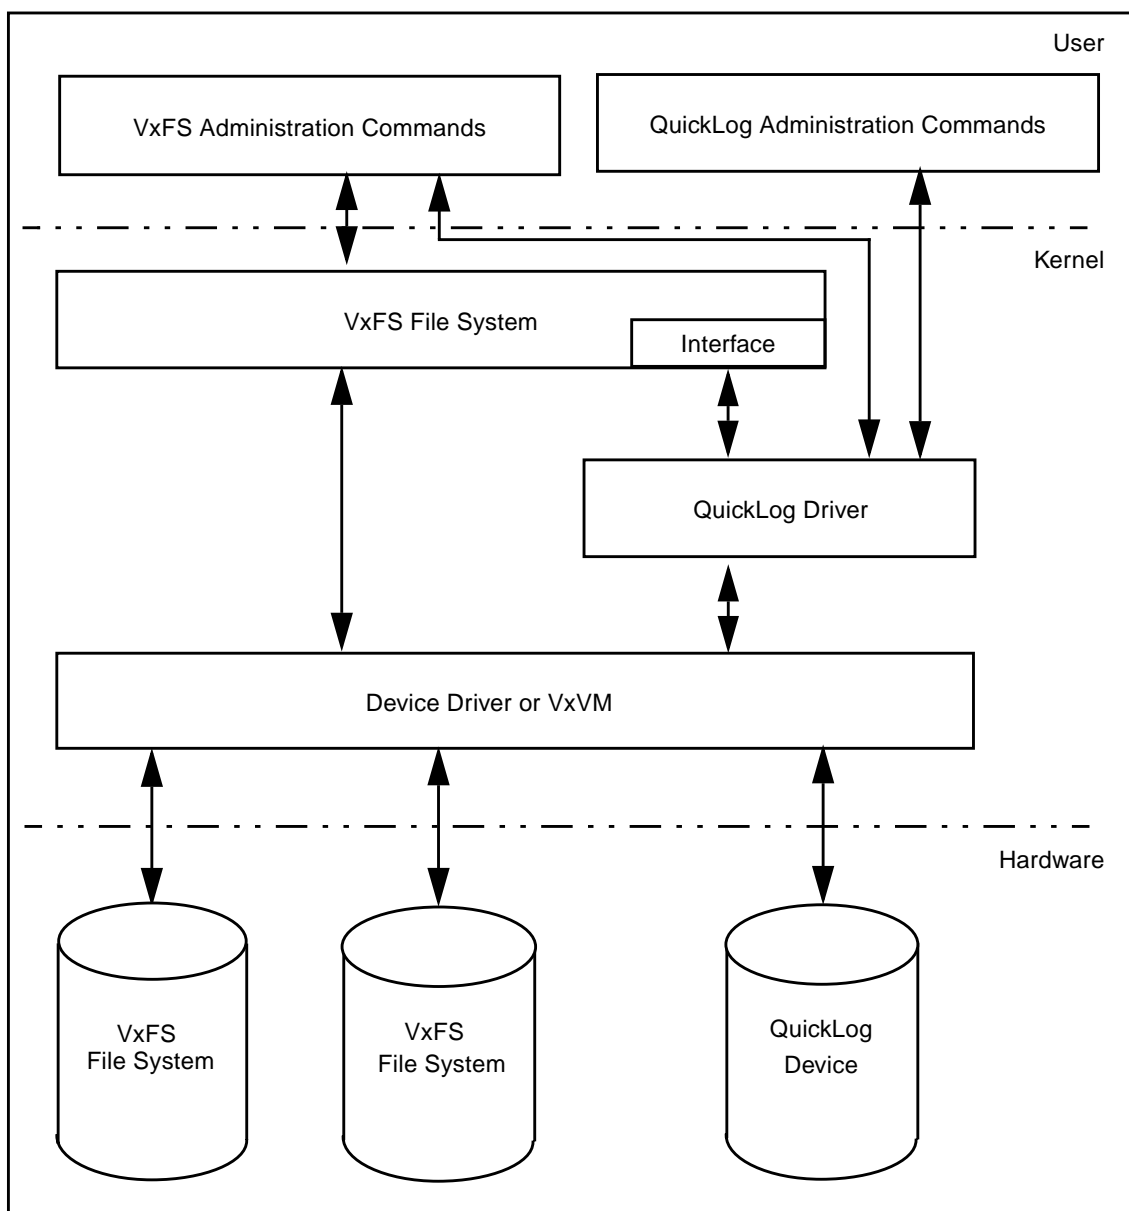 User
VxFS Administration Commands
QuickLog Administration Commands
Kernel
VxFS File System
Interface
QuickLog Driver
Device Driver or VxVM
Hardware
VxFS
File System
VxFS
File System
QuickLog
Device